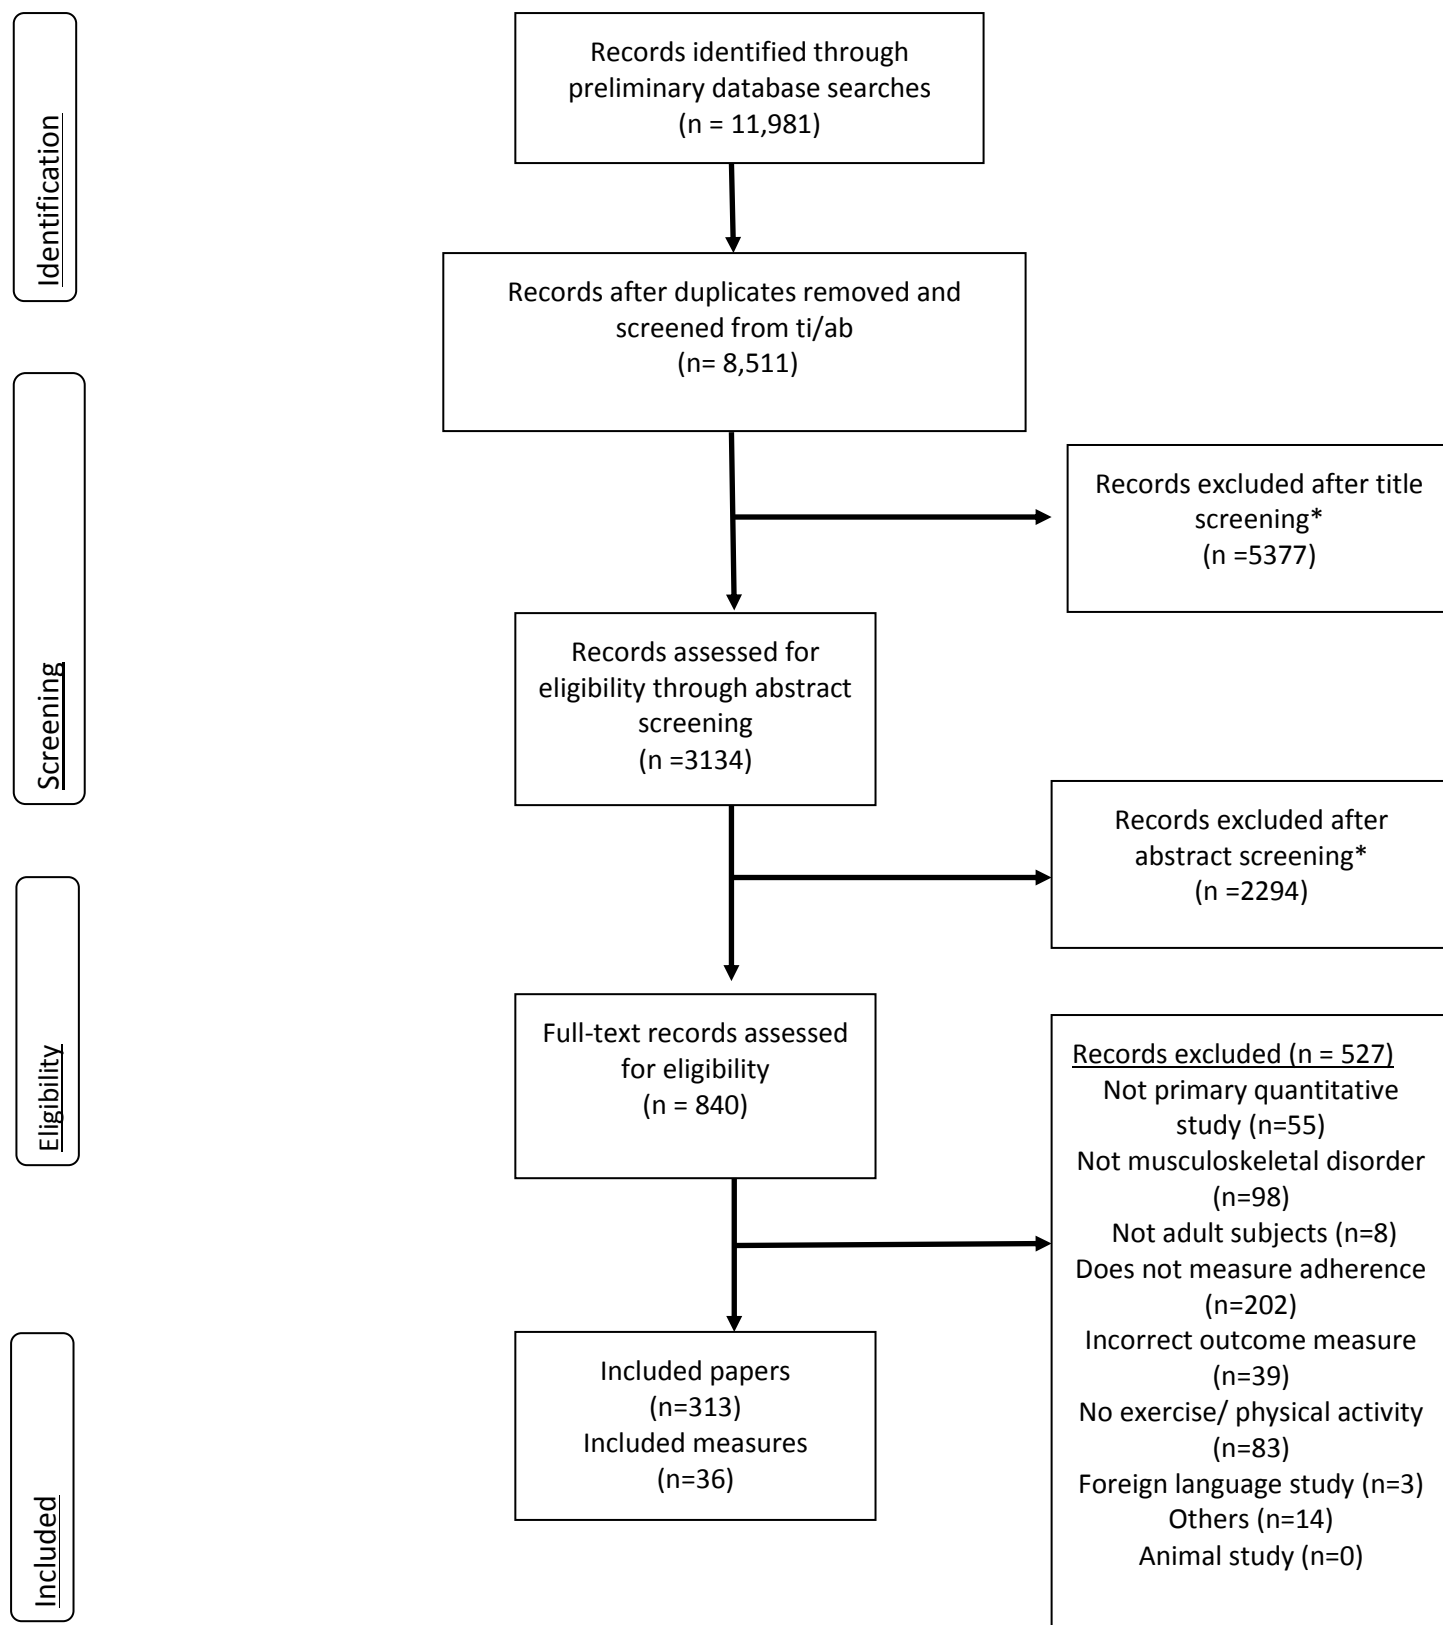 Identification
Records identified through
preliminary database searches
(n = 11,981)
Records after duplicates removed and
screened from ti/ab
(n= 8,511)
Screening
Records excluded after title
screening*
(n =5377)
Records assessed for
eligibility through abstract
screening
(n =3134)
Records excluded after
abstract screening*
(n =2294)
Eligibility
Full-text records assessed
for eligibility
(n = 840)
Records excluded (n = 527)
Not primary quantitative
study (n=55)
Not musculoskeletal disorder
(n=98)
Not adult subjects (n=8)
Does not measure adherence
(n=202)
Incorrect outcome measure
(n=39)
No exercise/ physical activity
(n=83)
Foreign language study (n=3)
Others (n=14)
Animal study (n=0)
Included
Included papers
(n=313)
Included measures
(n=36)